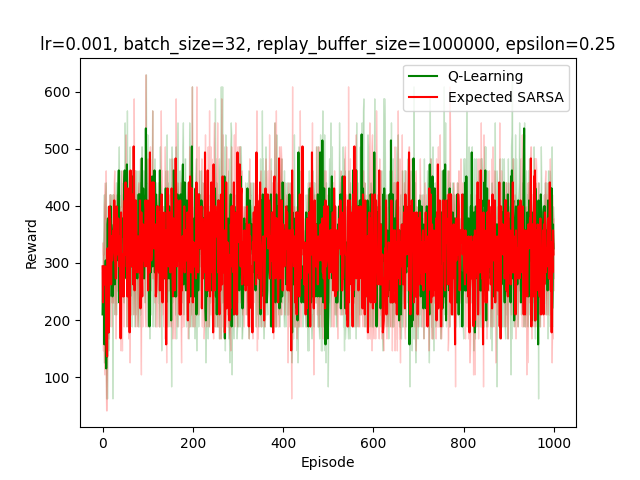 lr=0.001, batch_size=32, replay_buffer_size=1000000, epsilon=0.25
Q-Learning
Expected SARSA
600
500
400
300
200
100
Reward
0
200
400
600
800
1000
Episode